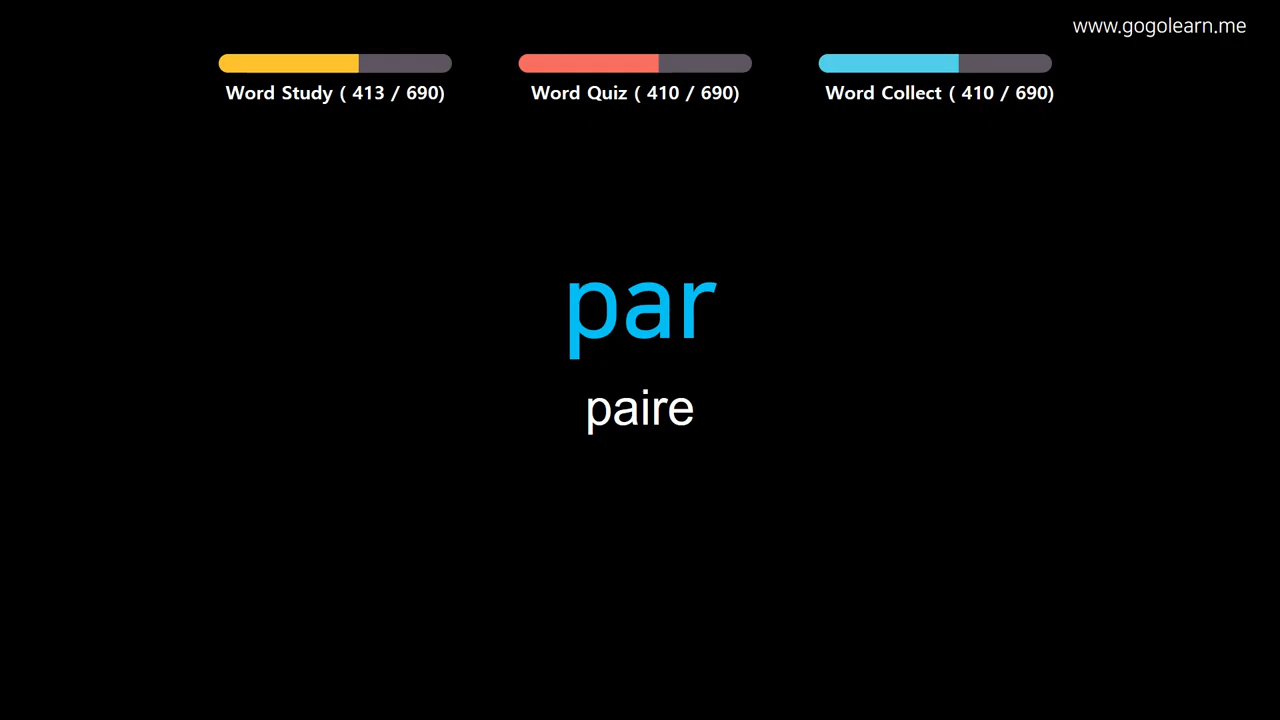 www.gogolearn.me
Word Study ( 413 / 690)
Word Quiz ( 410 / 690)
Word Collect ( 410 / 690)
par
paire